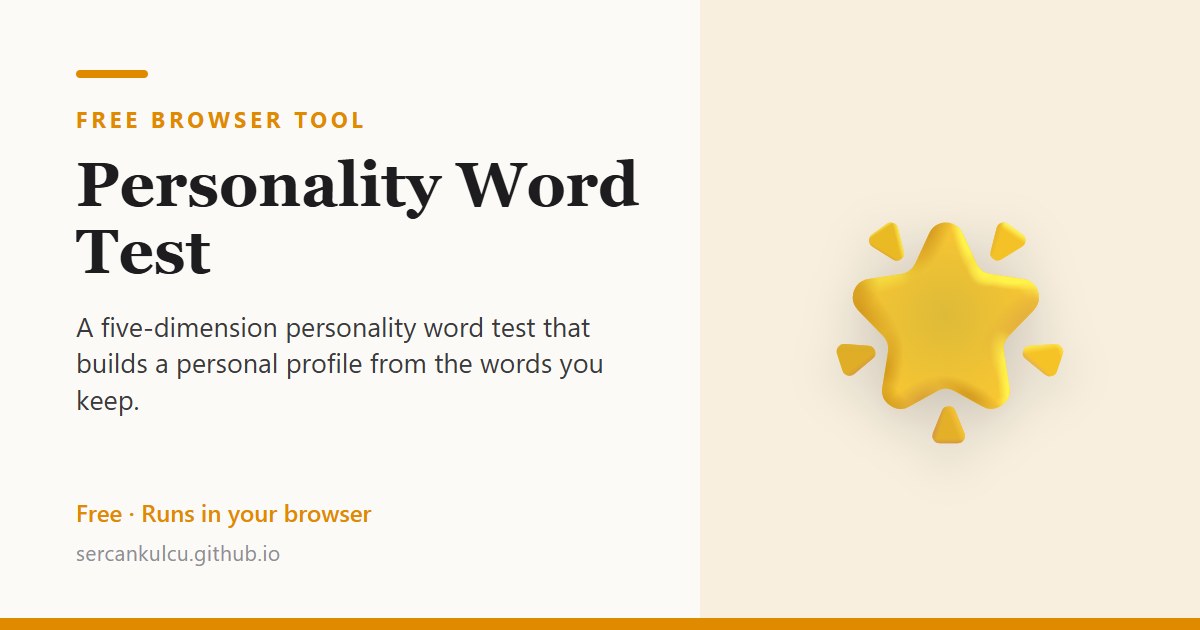 FREE BROWSER TOOL
Personality Word
Test
A five-dimension personality word test that
builds a personal profile from the words you
keep.
Free · Runs in your browser
sercankulcu.github.io